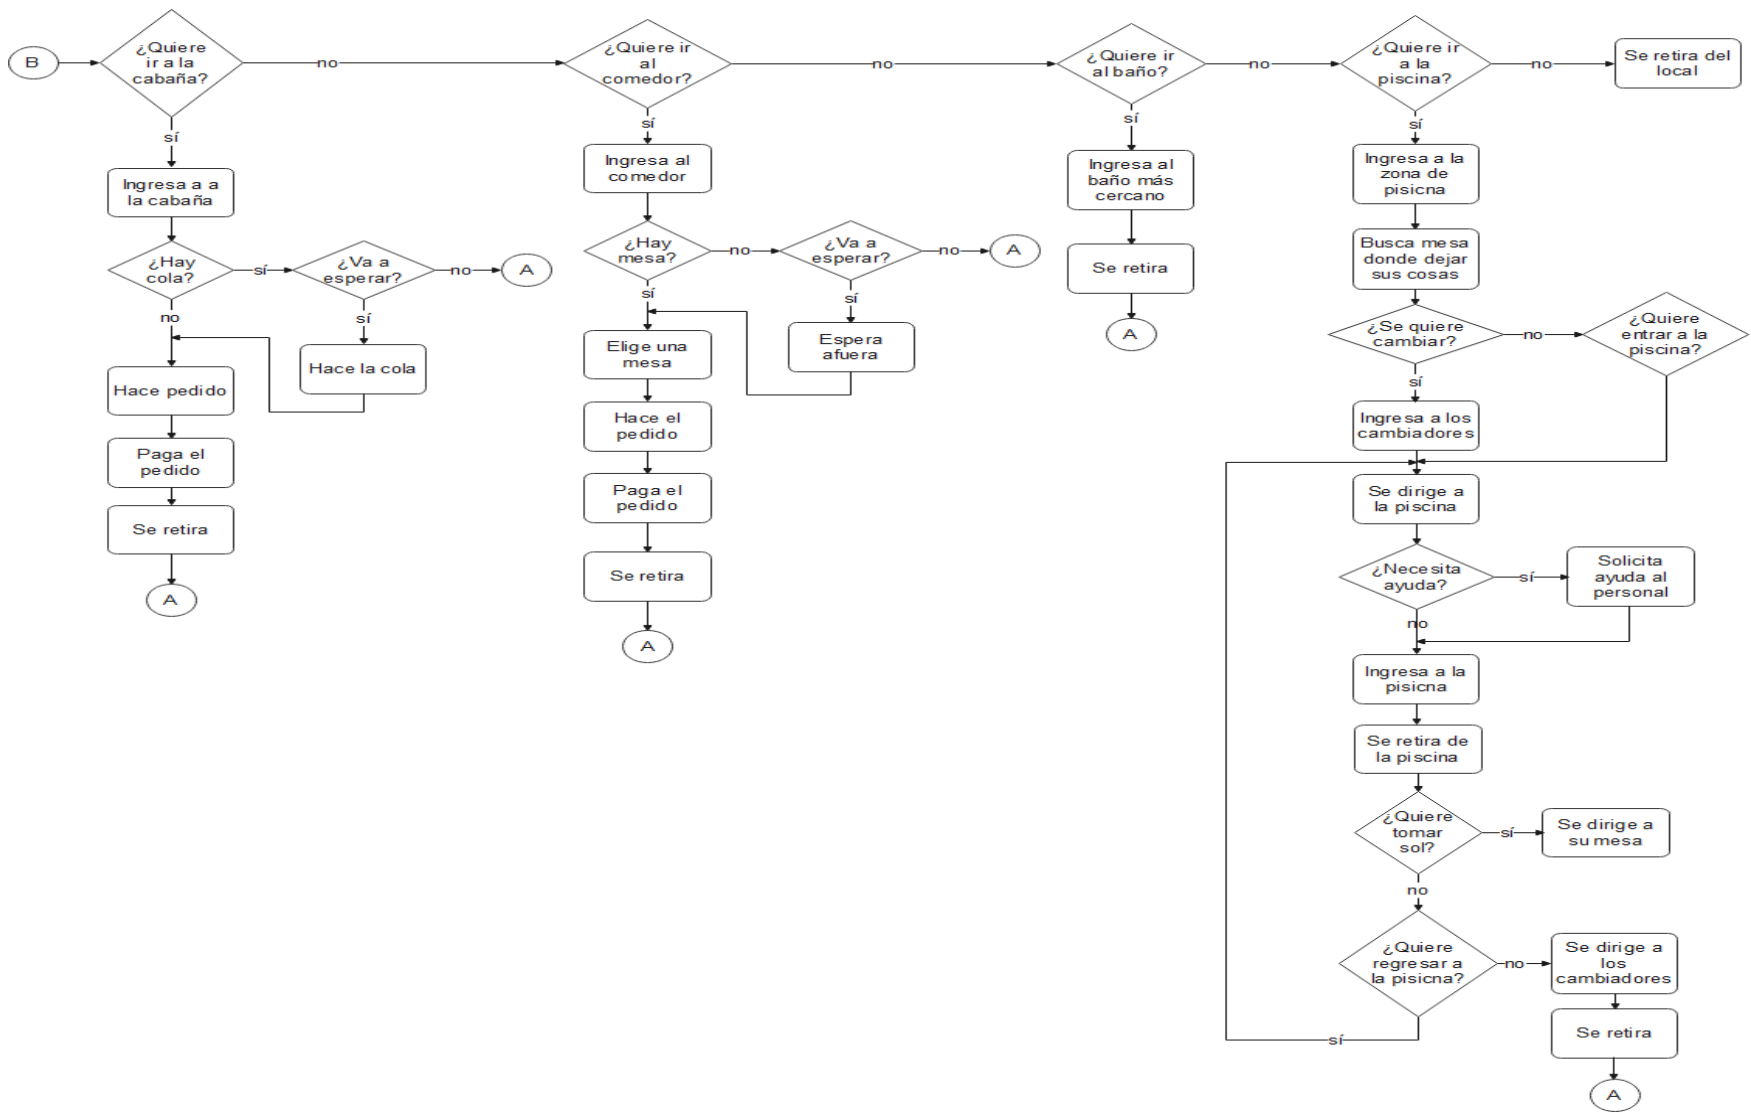 B
¿Quiere
ir a la
cabaña?
no
¿Quiere ir
al
comedor?
no
¿Quiere ir
al baño?
no
¿Quiere ir
a la
piscina?
no
Se retira del
local
sí
Ingresa a a
la cabaña
¿Hay
cola?
sí
¿Va a
esperar?
no
A
no
sí
Hace la cola
Hace pedido
Paga el
pedido
Se retira
A
sí
Ingresa al
comedor
¿Hay
mesa?
no
¿Va a
esperar?
no
A
sí
sí
Espera
afuera
Elige una
mesa
Hace el
pedido
Paga el
pedido
Se retira
A
sí
Ingresa al
baño más
cercano
Se retira
A
sí
Ingresa a la
zona de
pisicna
Busca mesa
donde dejar
sus cosas
¿Se quiere
cambiar?
no
¿Quiere
entrar a la
piscina?
sí
Ingresa a los
cambiadores
Se dirige a
la piscina
¿Necesita
ayuda?
sí
Solicita
ayuda al
personal
no
Ingresa a la
pisicna
Se retira de
la piscina
¿Quiere
tomar
sol?
sí
Se dirige a
su mesa
no
¿Quiere
regresar a
la pisicna?
no
Se dirige a
los
cambiadores
sí
Se retira
A